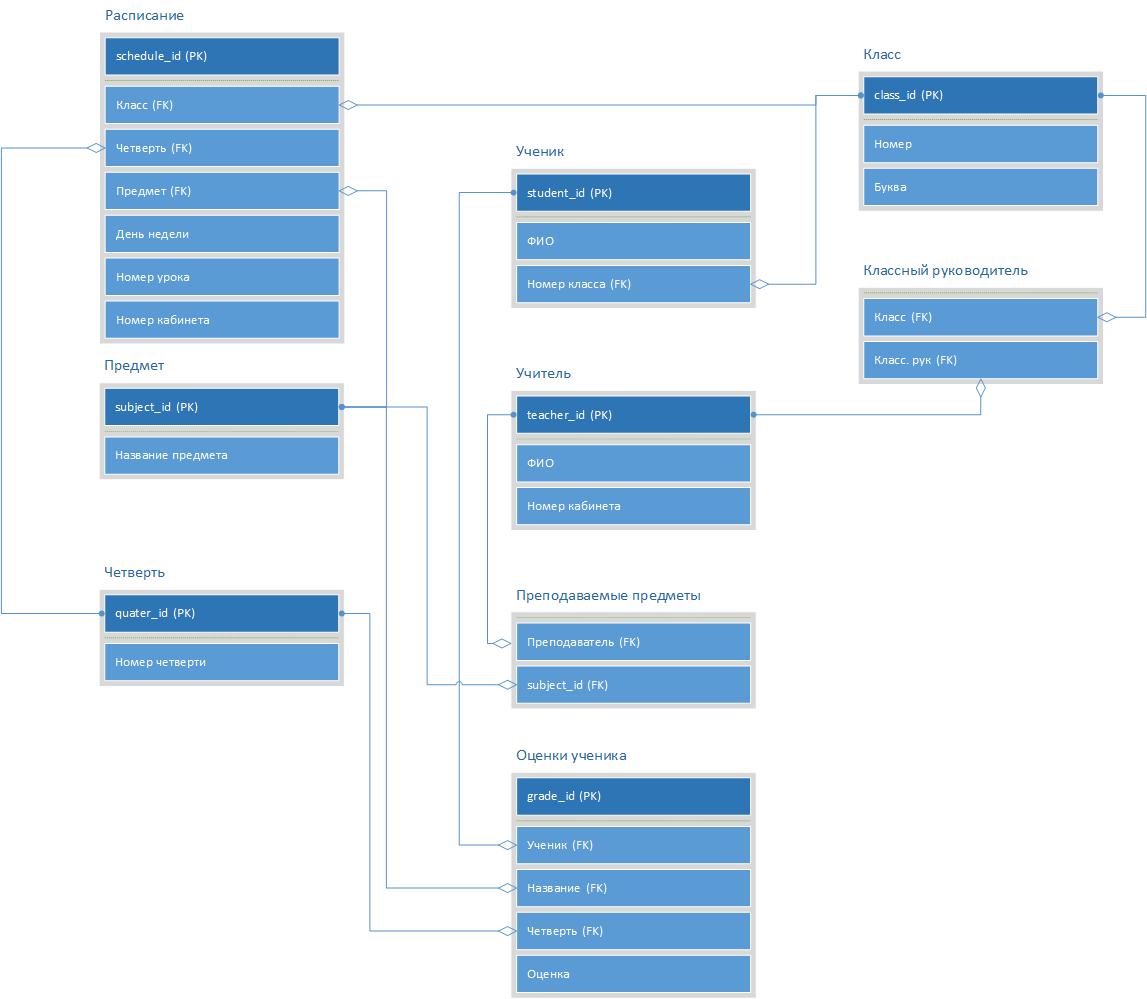 Расписание
schedule_id (PK)
Класс (FK)
Четверть (FK)
Предмет (FK)
День недели
Номер урока
Номер кабинета
Предмет
subject_id (PK)
Название предмета
Четверть
quater_id (PK)
Номер четверти
Ученик
student_id (PK)
ФИО
Номер класса (FK)
Учитель
teacher_id (PK)
ФИО
Номер кабинета
Преподаваемые предметы
Преподаватель (FK)
subject_id (FK)
Оценки ученика
grade_id (PK)
Ученик (FK)
Название (FK)
Четверть (FK)
Оценка
Класс
class_id (PK)
Номер
Буква
Классный руководитель
Класс (FK)
Класс. рук (FK)